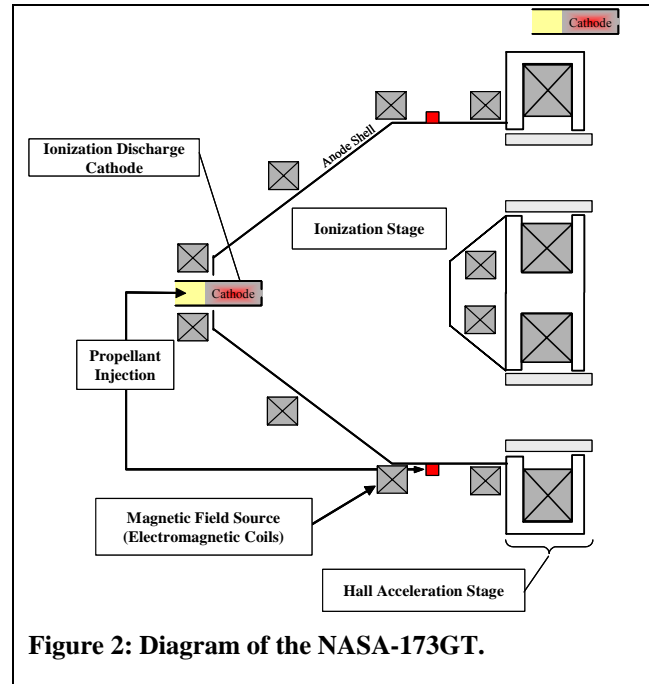 Cathode
Anode Shell
Ionization Discharge
Cathode
Ionization Stage
Cathode
Propellant
Injection
Magnetic Field Source
(Electromagnetic Coils)
Hall Acceleration Stage
Figure 2: Diagram of the NASA-173GT.